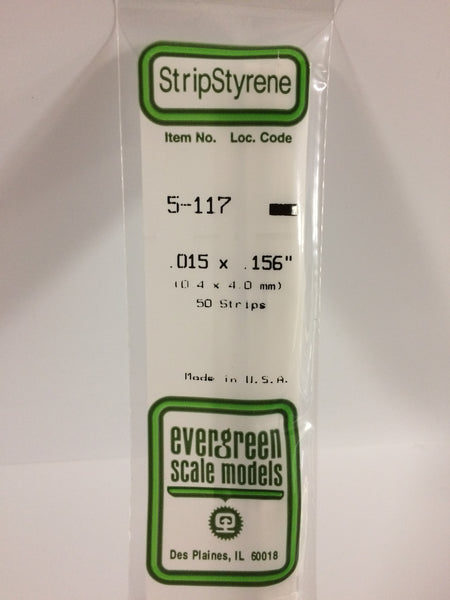 StripStyrene
Item No. Loc. Code
5-117
.015 x .156"
(0.4 x 4.0 mm)
50 Strips
Made in U.S.A.
evergreen
scale models
Des Plaines, IL 60018